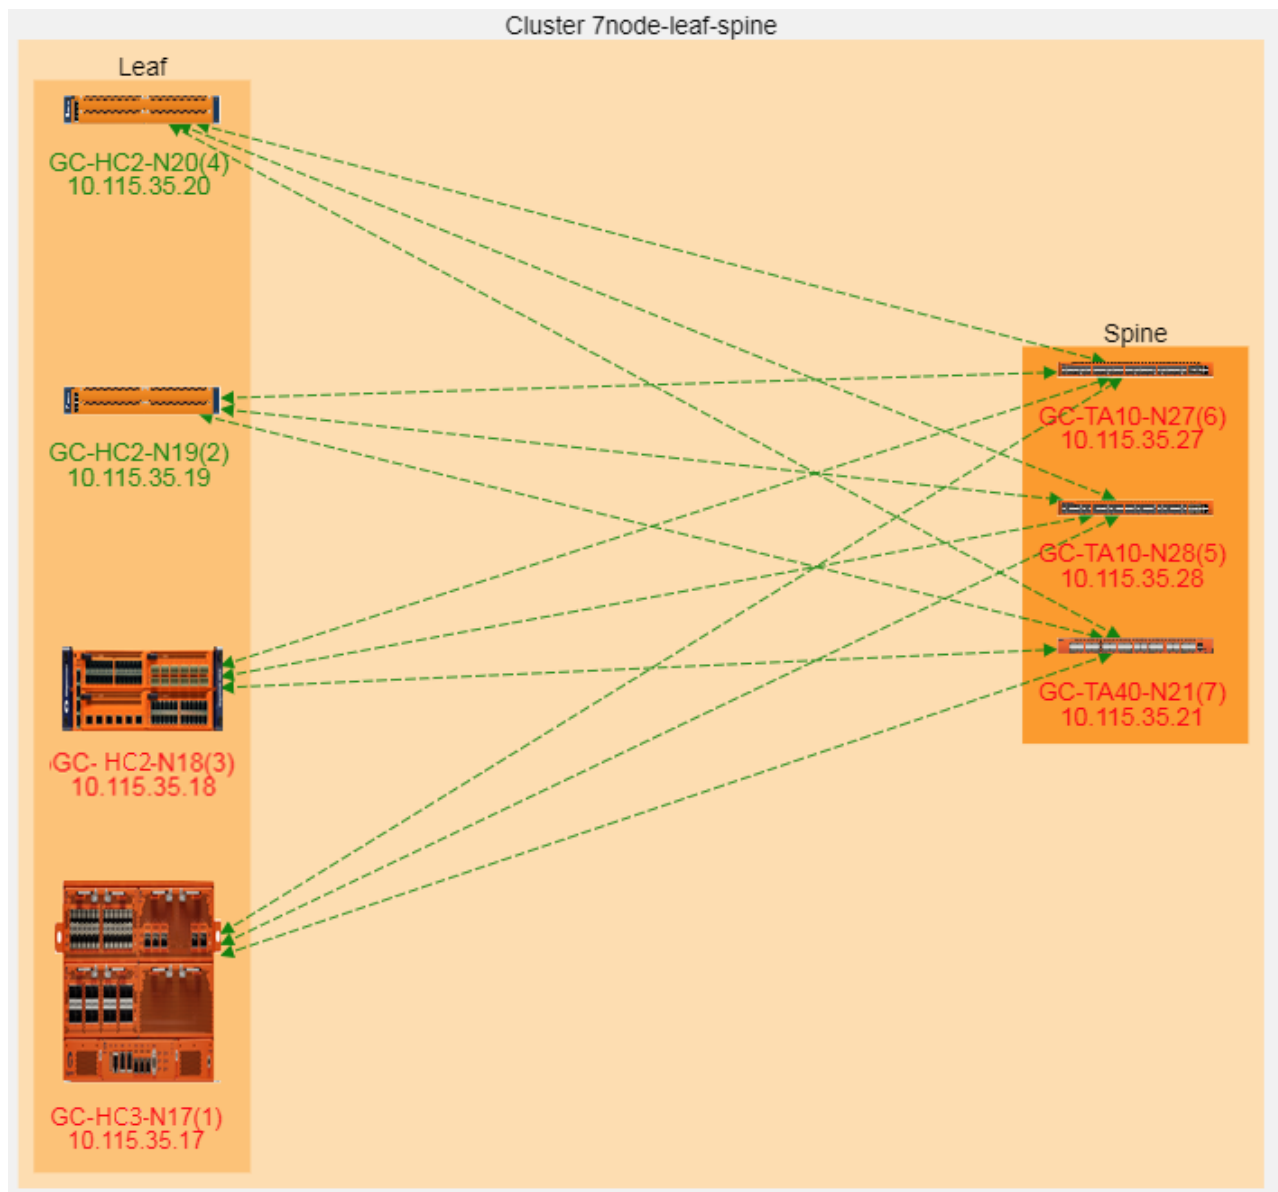 Cluster 7node-leaf-spine
Leaf
GC-HC2-N20(4)
10.115.35.20
GC-HC2-N19(2)
10.115.35.19
GC- HC2-N18(3)
10.115.35.18
GC-HC3-N17(1)
10.115.35.17
Spine
GC-TA10-N27(6)
10.115.35.27
GC-TA10-N28(5)
10.115.35.28
GC-TA40-N21(7)
10.115.35.21